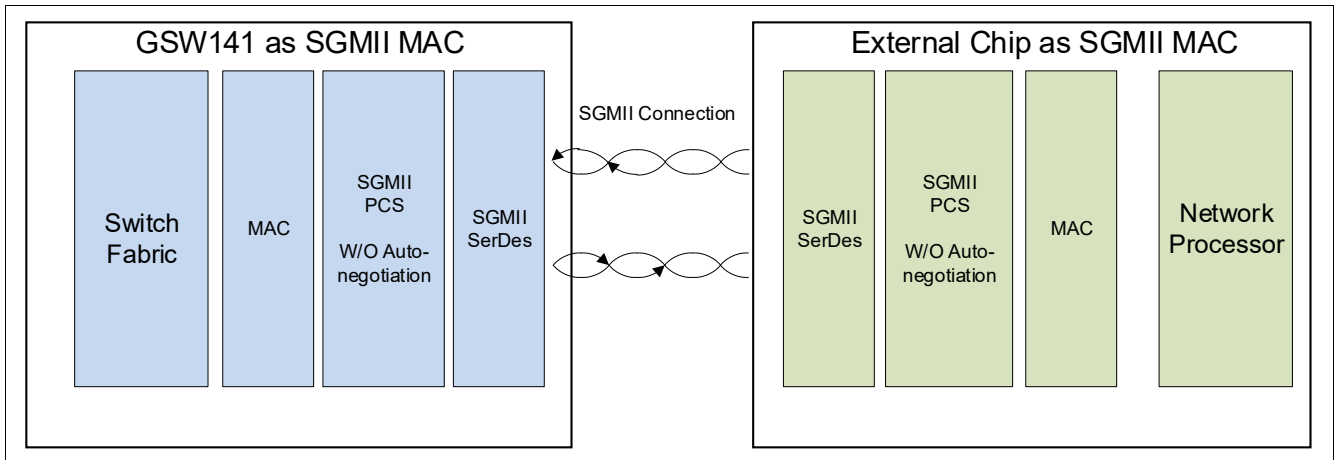 GSW141 as SGMII MAC
Switch
Fabric
MAC
SGMII
PCS
W/O Auto-
negotiation
SGMII
SerDes
SGMII Connection
External Chip as SGMII MAC
SGMII
SerDes
SGMII
PCS
W/O Auto-
negotiation
MAC
Network
Processor